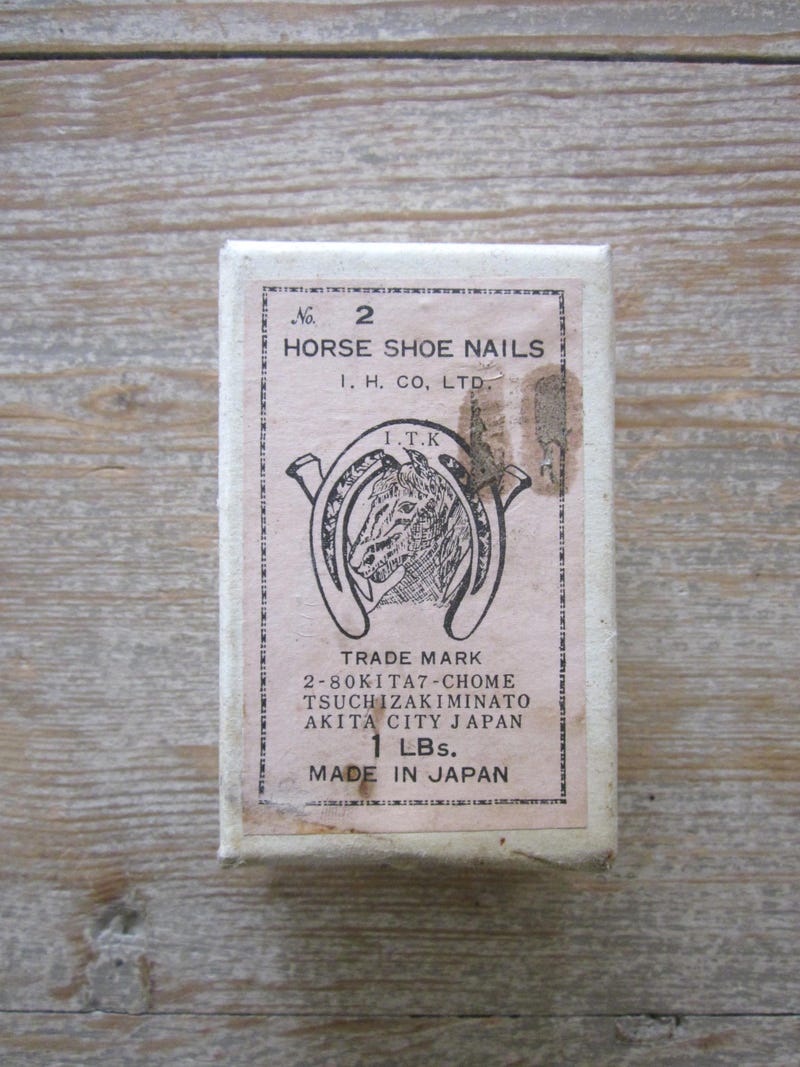 No. 2
HORSE SHOE NAILS
I. H. CO, LTD.
I.T.K
TRADE MARK
2-80KITA7-CHOME
TSUCHIZAKIMINATO
AKITA CITY JAPAN
1 LBs.
MADE IN JAPAN